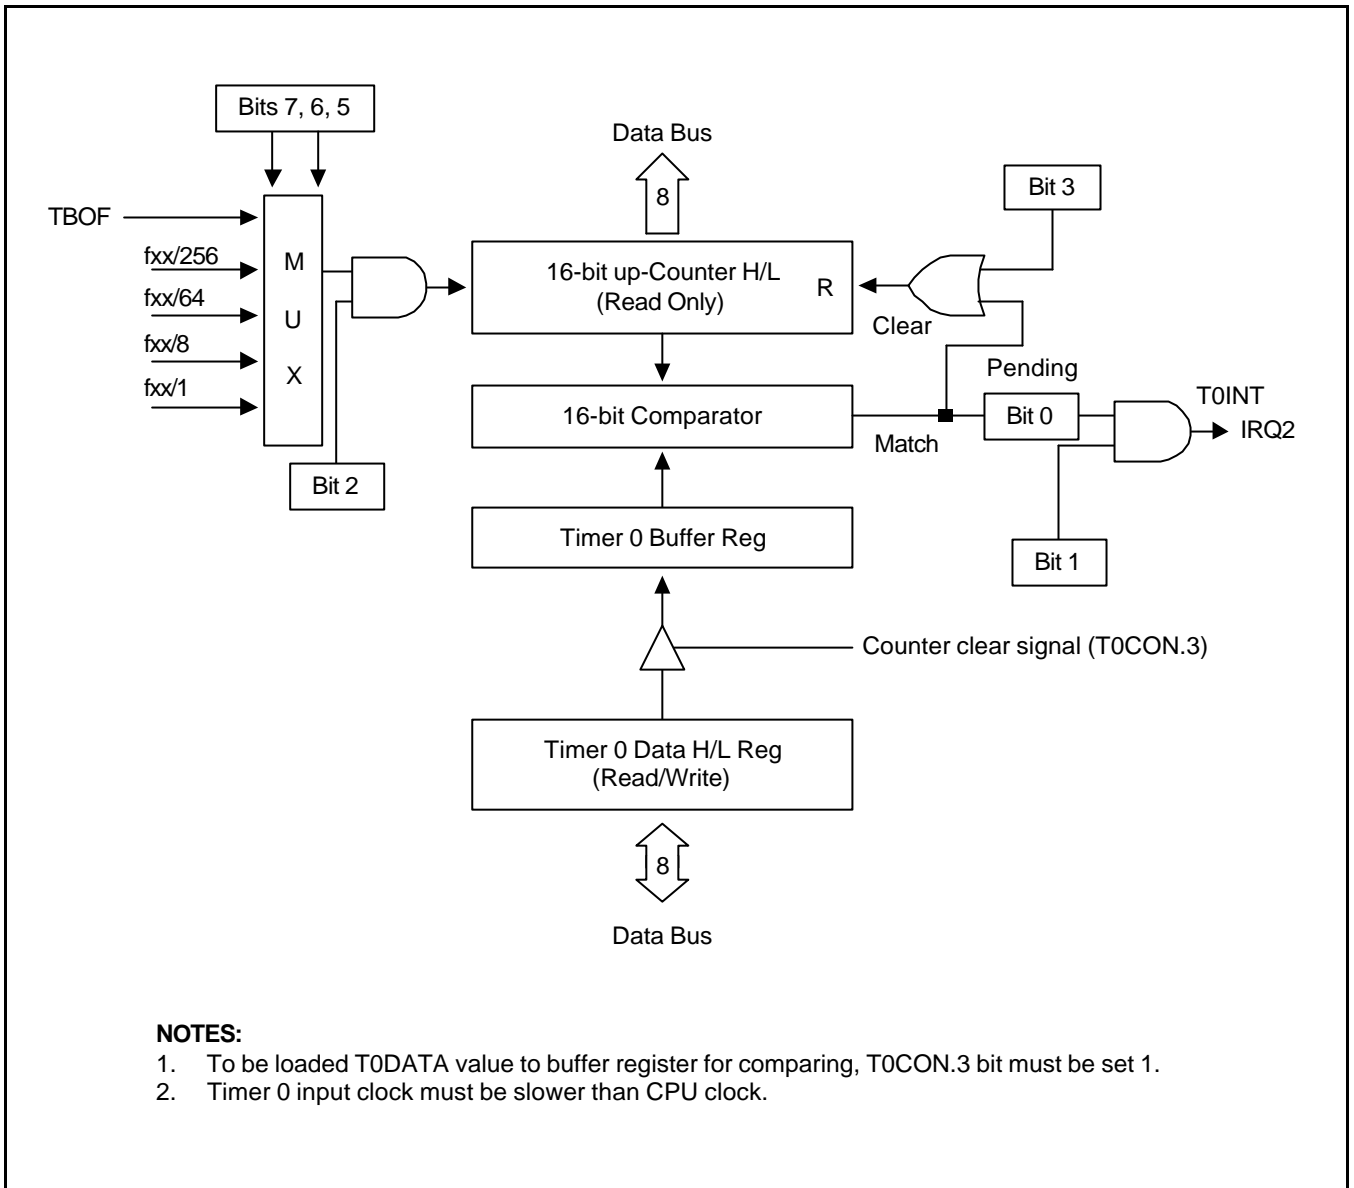 Bits 7, 6, 5
Data Bus
8
Bit 3
TBOF
fxx/256
fxx/64
fxx/8
fxx/1
M
U
X
16-bit up-Counter H/L
(Read Only)
R
Clear
Pending
16-bit Comparator
Match
Bit 0
T0INT
IRQ2
Bit 2
Timer 0 Buffer Reg
Bit 1
Counter clear signal (T0CON.3)
Timer 0 Data H/L Reg
(Read/Write)
8
Data Bus
NOTES:
1. To be loaded T0DATA value to buffer register for comparing, T0CON.3 bit must be set 1.
2. Timer 0 input clock must be slower than CPU clock.